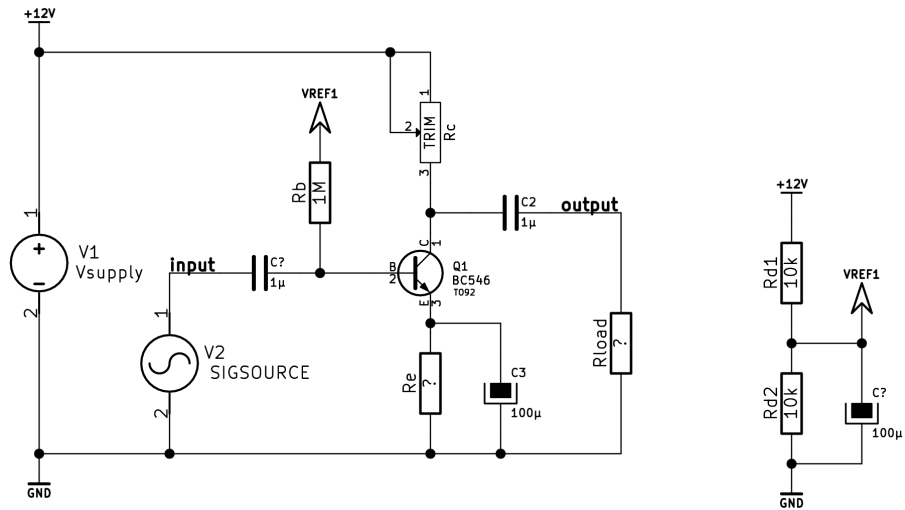 +12V
VREF1
1
2
TRIM
Rc
3
Rb
1M
C2
1µ
output
+12V
1
V1
Vsupply
2
input
C?
1µ
C
1
B
2
Q1
BC546
TO92
E
3
Rd1
10k
VREF1
1
V2
SIGSOURCE
2
Re
?
C3
100µ
Rload
?
Rd2
10k
C?
100µ
GND
GND